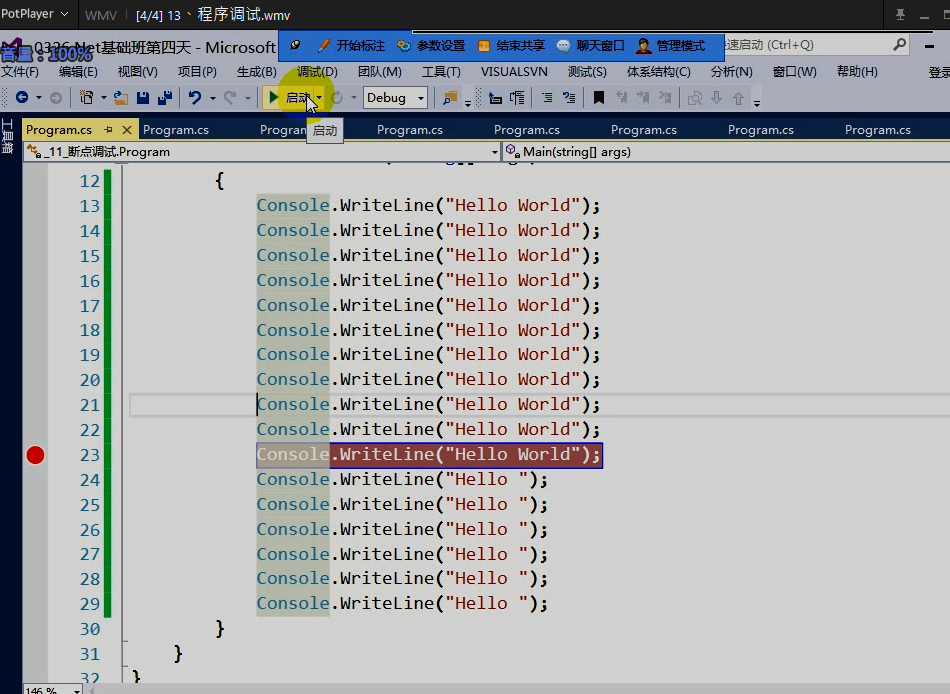 PotPlayer WMV [4/4] 13、程序调试.wmv
0326.Net基础班第四天 - Microsoft 开始标注 参数设置 结束共享 聊天窗口 管理模式 速启动 (Ctrl+Q)
音量 : 100%
文件(F) 编辑(E) 视图(V) 项目(P) 生成(B) 调试(D) 团队(M) 工具(T) VISUALSVN 测试(S) 体系结构(C) 分析(N) 窗口(W) 帮助(H) 登录
启动 Debug
工具箱
Program.cs Program.cs Program.cs Program.cs Program.cs Program.cs Program.cs
启动
_11_断点调试.Program Main(string[] args)
12 {
13 Console.WriteLine("Hello World");
14 Console.WriteLine("Hello World");
15 Console.WriteLine("Hello World");
16 Console.WriteLine("Hello World");
17 Console.WriteLine("Hello World");
18 Console.WriteLine("Hello World");
19 Console.WriteLine("Hello World");
20 Console.WriteLine("Hello World");
21 Console.WriteLine("Hello World");
22 Console.WriteLine("Hello World");
23 Console.WriteLine("Hello World");
24 Console.WriteLine("Hello ");
25 Console.WriteLine("Hello ");
26 Console.WriteLine("Hello ");
27 Console.WriteLine("Hello ");
28 Console.WriteLine("Hello ");
29 Console.WriteLine("Hello ");
30 }
31 }
32 }
146 %